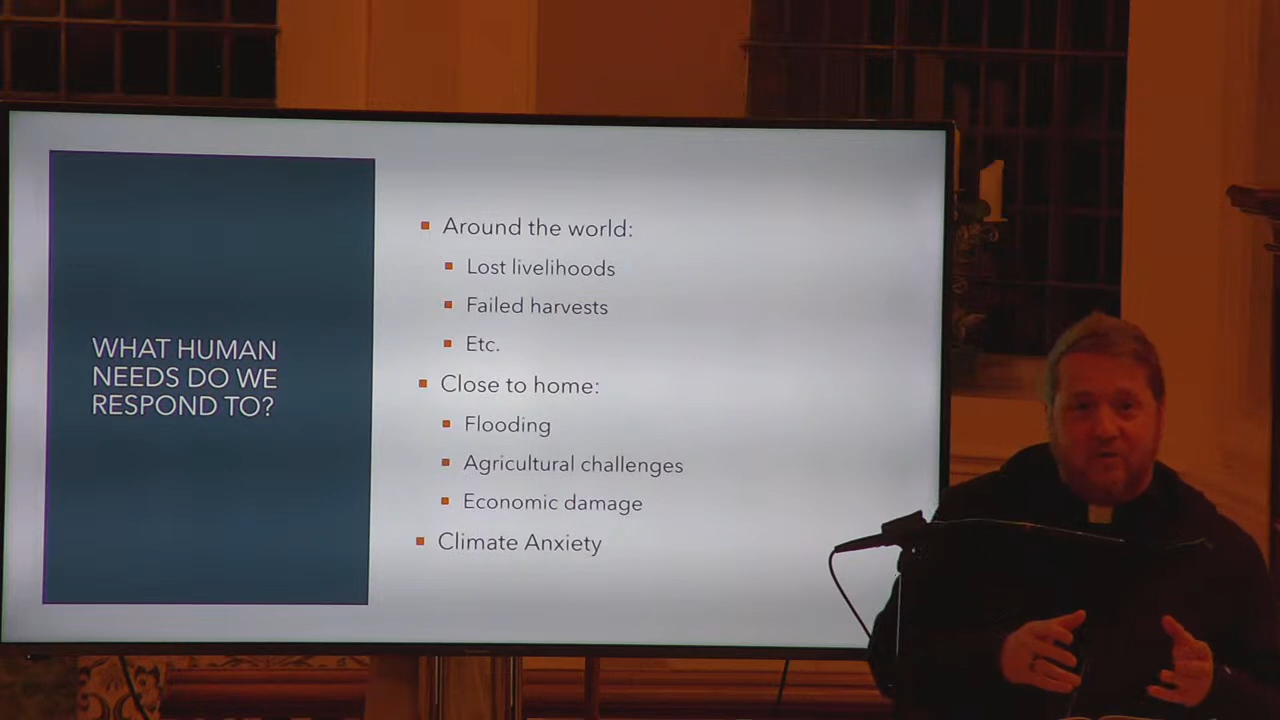 WHAT HUMAN
NEEDS DO WE
RESPOND TO?
Around the world:
Lost livelihoods
Failed harvests
Etc.
Close to home:
Flooding
Agricultural challenges
Economic damage
Climate Anxiety